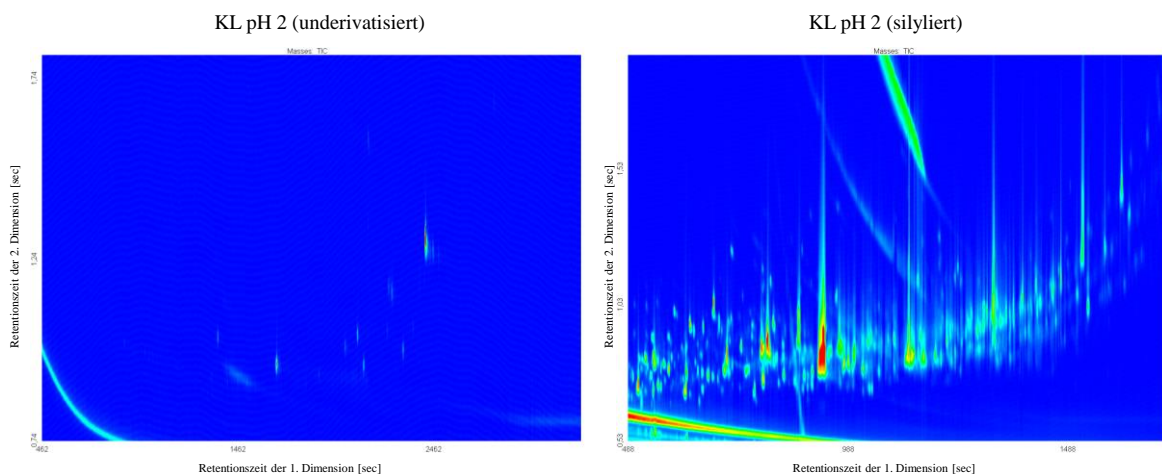 KL pH 2 (underivatisiert)
Masses: TIC
Retentionszeit der 2. Dimension [sec]
1,74
1,24
0,74
462
1462
2462
Retentionszeit der 1. Dimension [sec]
KL pH 2 (silyliert)
Masses: TIC
Retentionszeit der 2. Dimension [sec]
1,53
1,03
0,53
488
988
1488
Retentionszeit der 1. Dimension [sec]